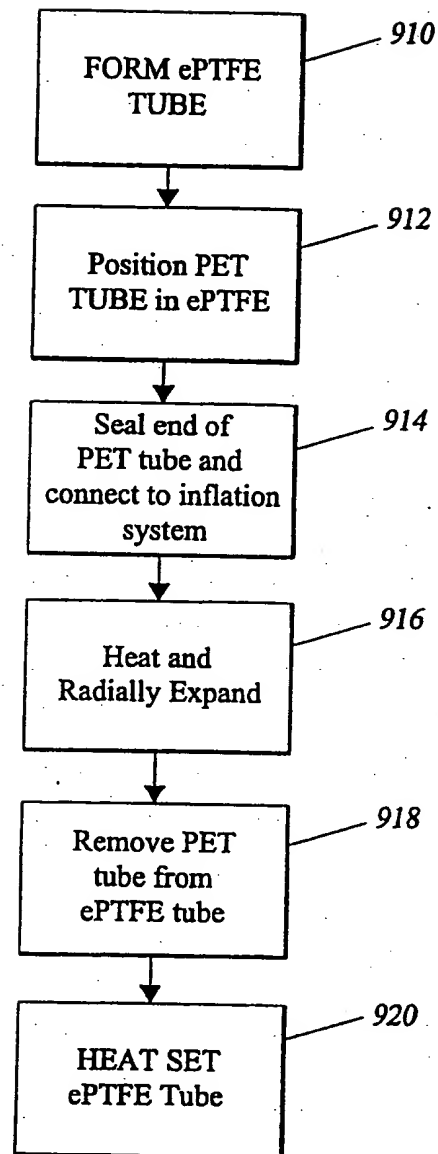 910
FORM ePTFE
TUBE
912
Position PET
TUBE in ePTFE
914
Seal end of
PET tube and
connect to inflation
system
916
Heat and
Radially Expand
918
Remove PET
tube from
ePTFE tube
920
HEAT SET
ePTFE Tube